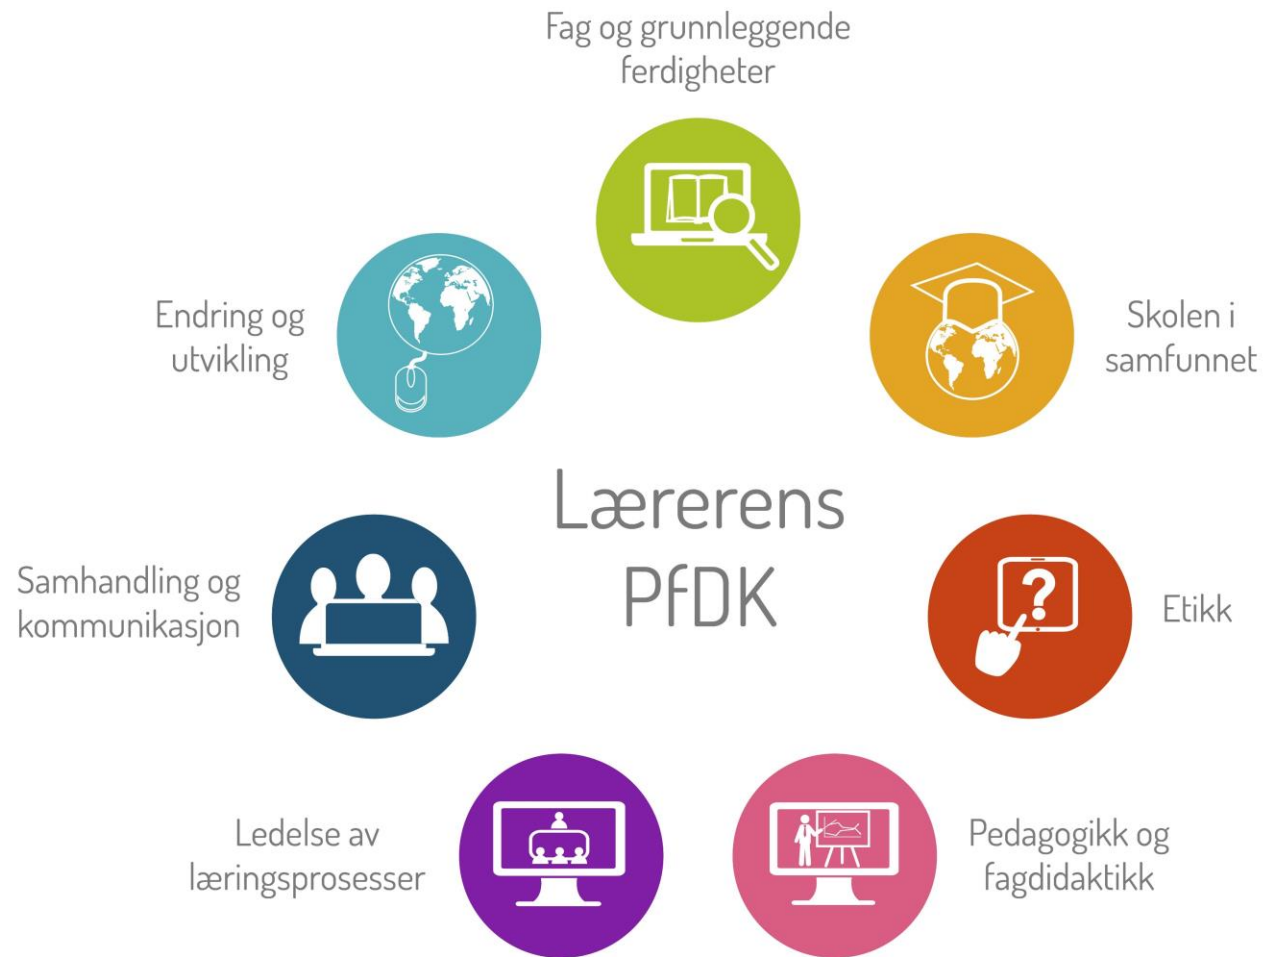 Fag og grunnleggende
ferdigheter
Endring og
utvikling
Skolen i
samfunnet
Lærerens
PfDK
Samhandling og
kommunikasjon
?
Etikk
Ledelse av
læringsprosesser
Pedagogikk og
fagdidaktikk